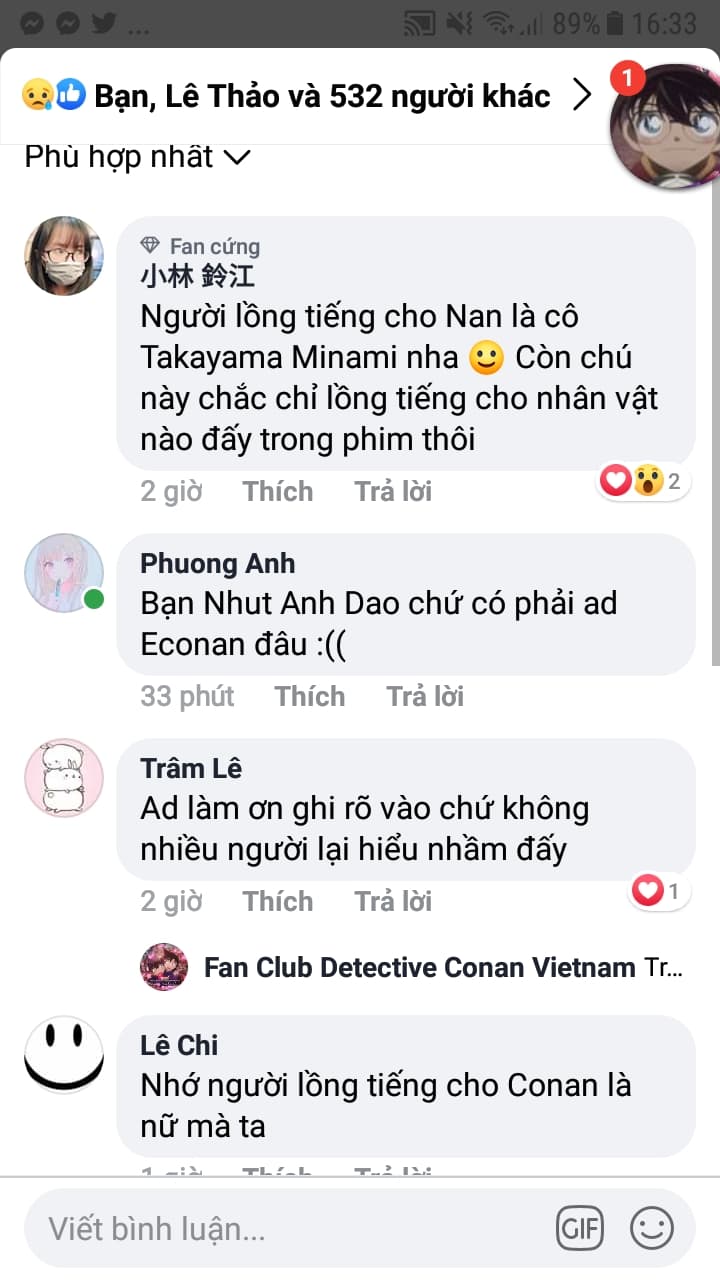 ... 89% 16:33
Bạn, Lê Thảo và 532 người khác
1
Phù hợp nhất
Fan cứng
小林 鈴江
Người lồng tiếng cho Nan là cô
Takayama Minami nha 🙂 Còn chú
này chắc chỉ lồng tiếng cho nhân vật
nào đấy trong phim thôi
2 giờ Thích Trả lời 2
Phuong Anh
Bạn Nhut Anh Dao chứ có phải ad
Econan đâu :((
33 phút Thích Trả lời
Trâm Lê
Ad làm ơn ghi rõ vào chứ không
nhiều người lại hiểu nhầm đấy
2 giờ Thích Trả lời 1
Fan Club Detective Conan Vietnam Tr...
Lê Chi
Nhớ người lồng tiếng cho Conan là
nữ mà ta
1 giờ Thích Trả lời
Viết bình luận...
GIF